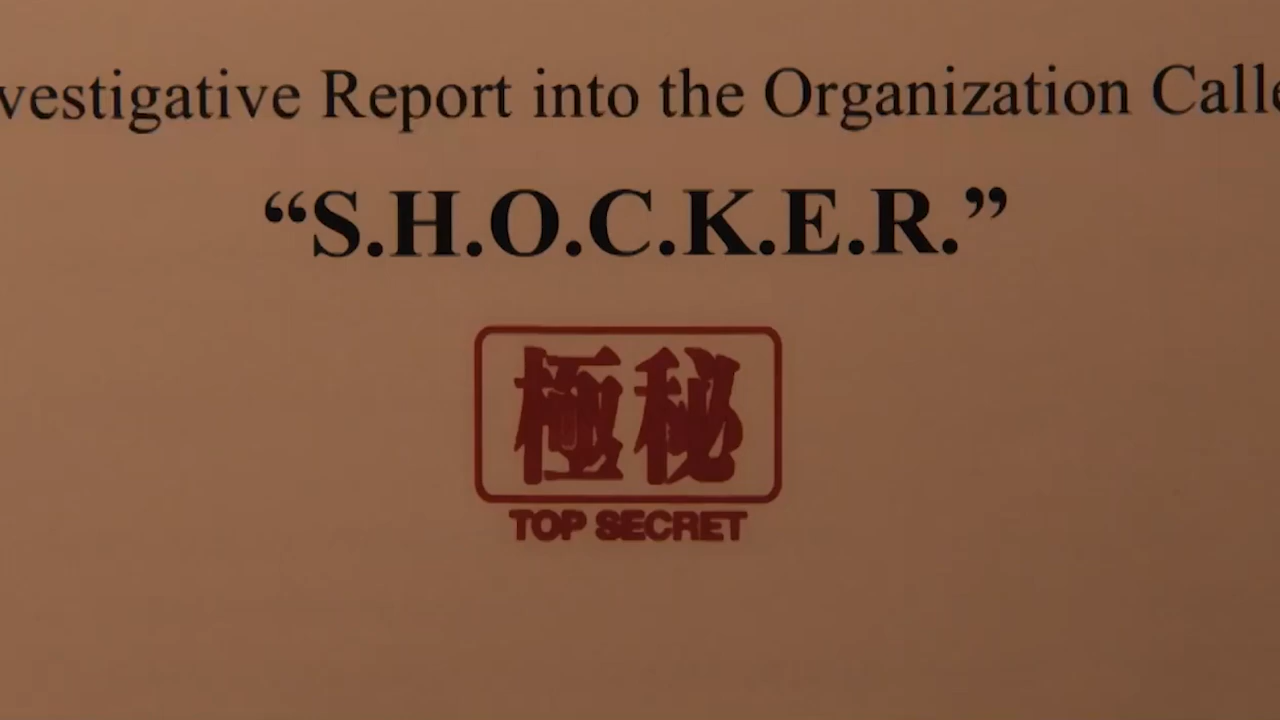 vestigative Report into the Organization Calle
“S.H.O.C.K.E.R.”
極秘
TOP SECRET